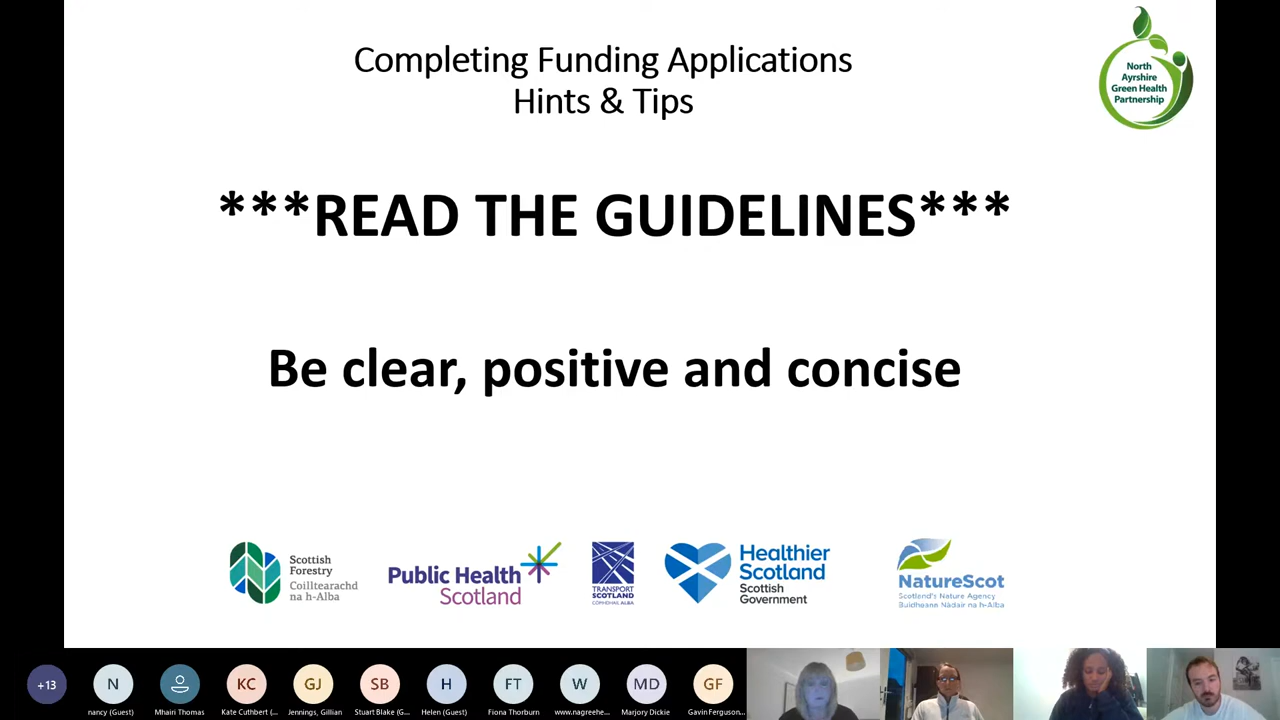 Completing Funding Applications
Hints & Tips
North
Ayrshire
Green Health
Partnership
***READ THE GUIDELINES***
Be clear, positive and concise
Scottish
Forestry
Coilltearachd
na h-Alba
Public Health
Scotland
TRANSPORT
SCOTLAND
CÒMHDHAIL ALBA
Healthier
Scotland
Scottish
Government
NatureScot
Scotland's Nature Agency
Buidheann Nàdair na h-Alba
+13
N
KC
GJ
SB
H
FT
W
MD
GF
nancy (Guest)
Mhairi Thomas
Kate Cuthbert (...
Jennings, Gillian
Stuart Blake (G...
Helen (Guest)
Fiona Thorburn
www.nagreehe...
Marjory Dickie
Gavin Ferguson...